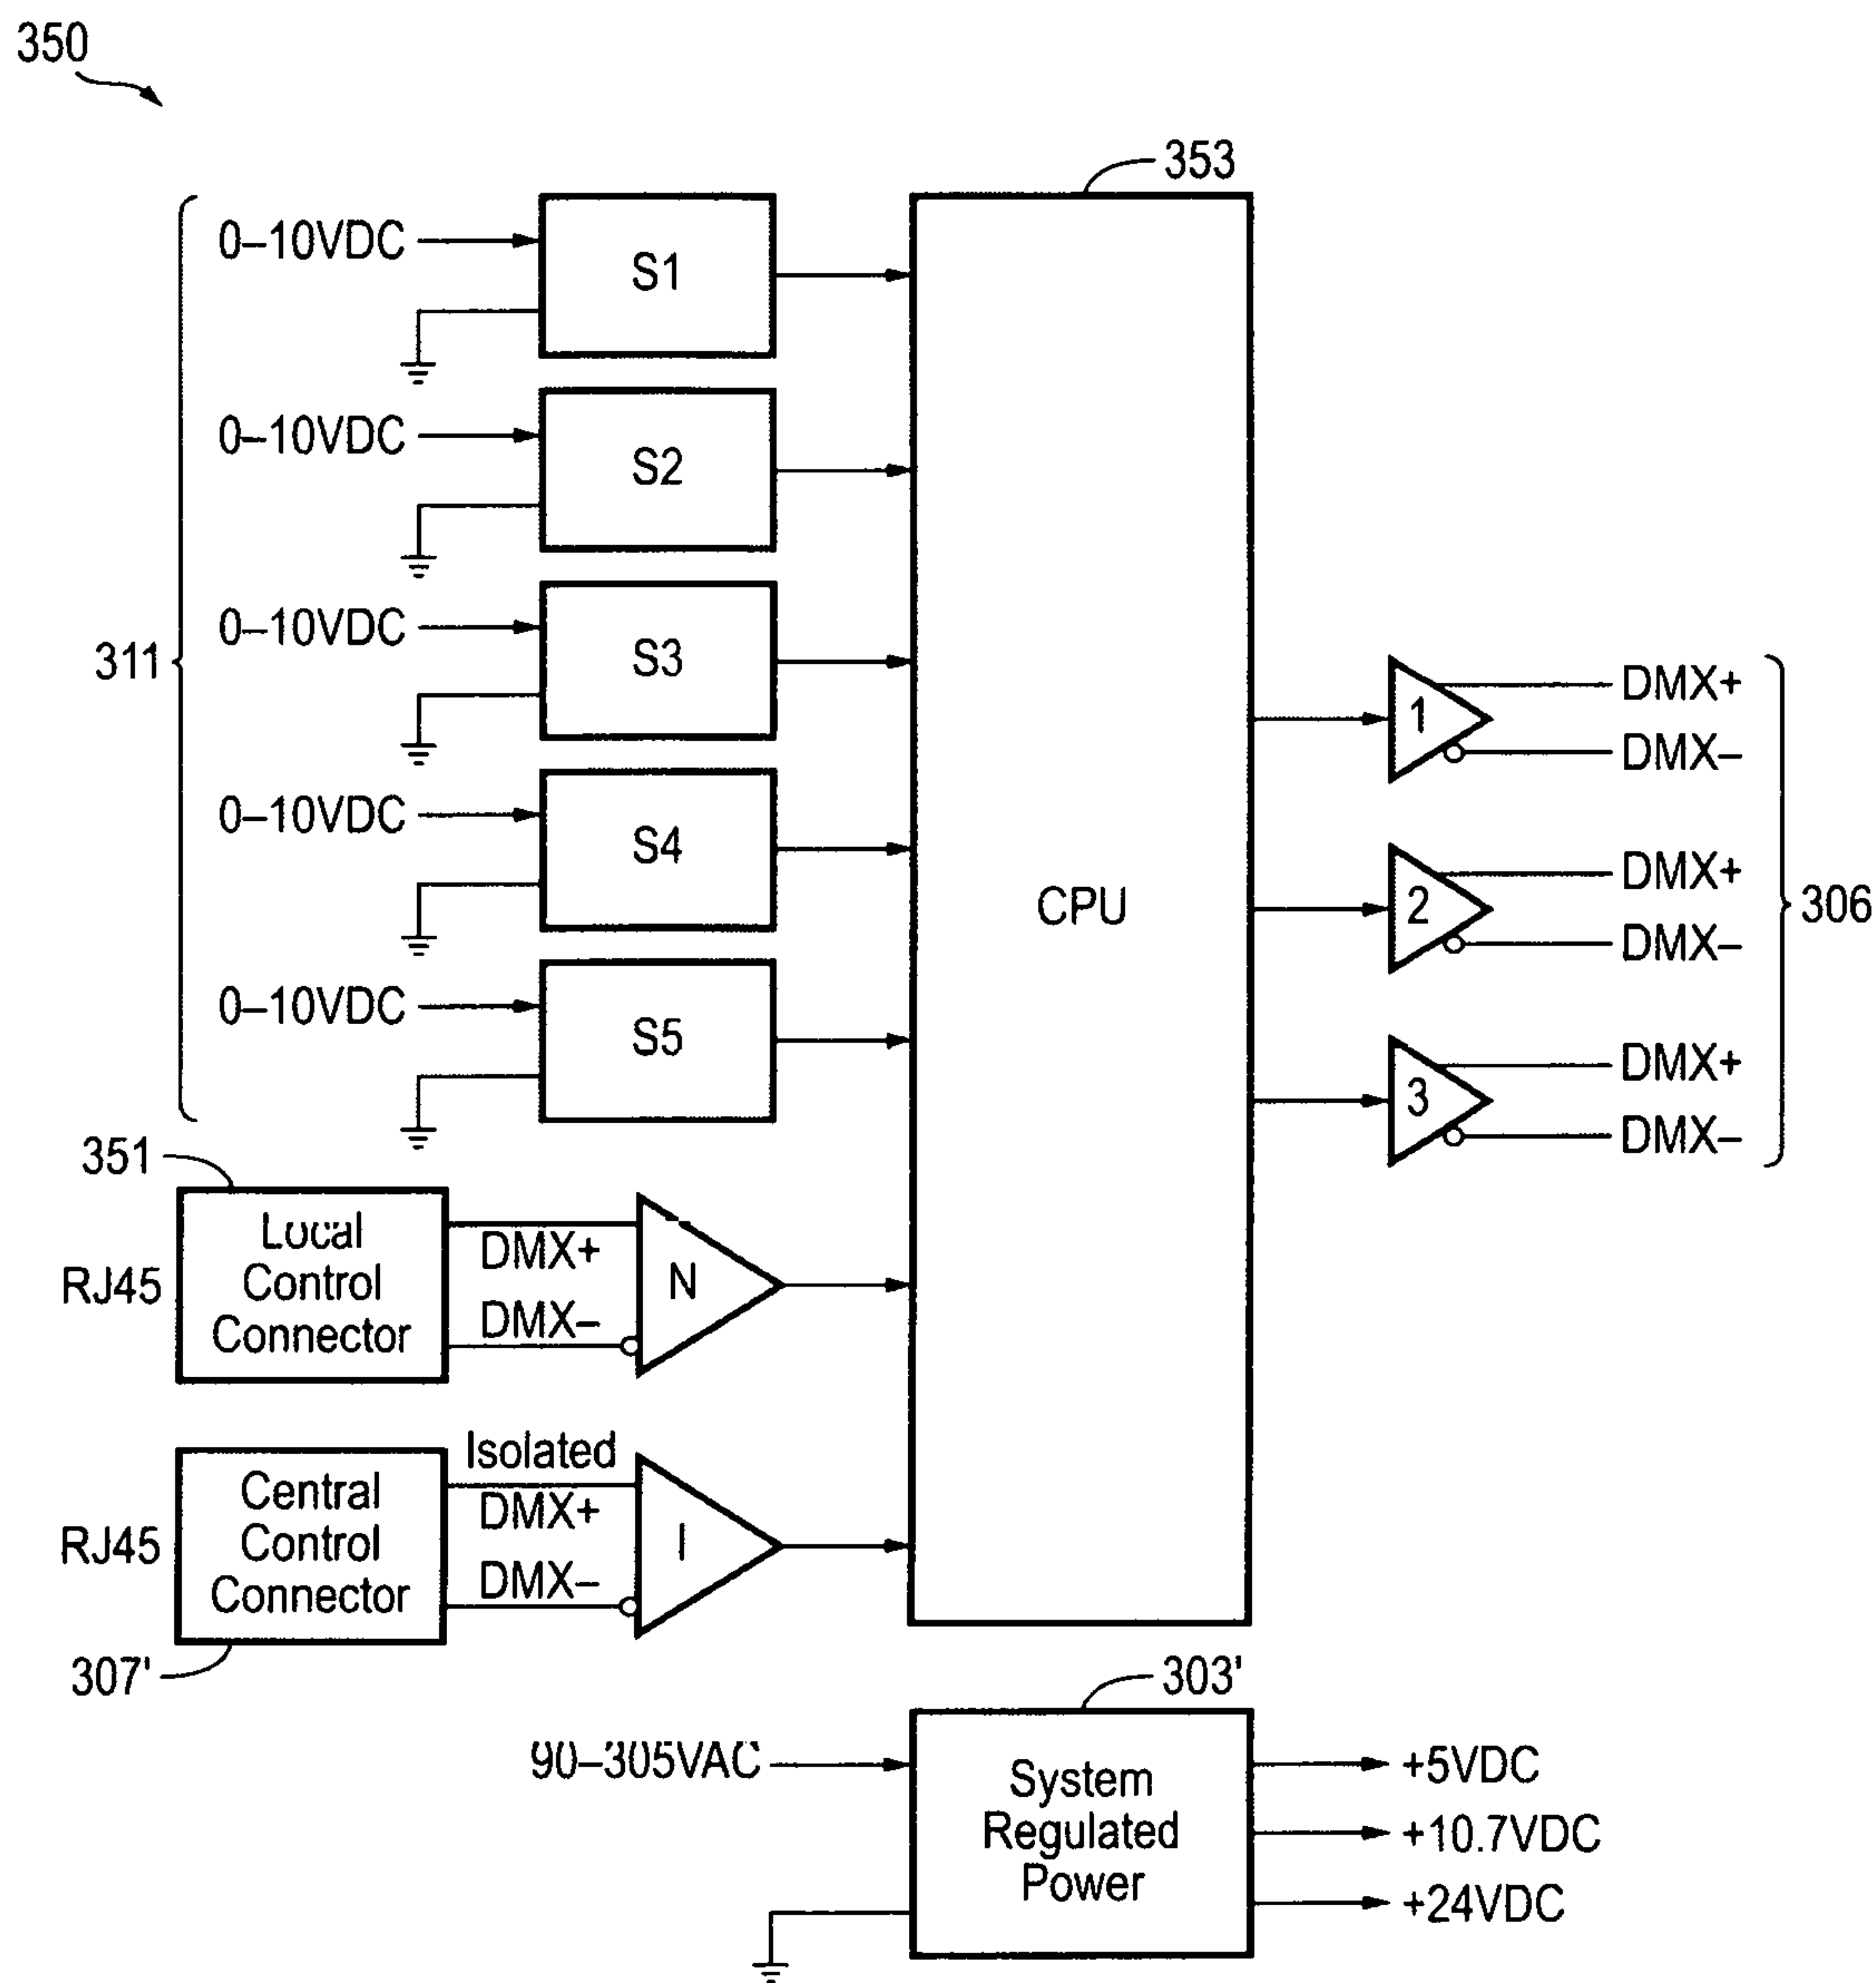 350
353
311
0–10VDC
S1
0–10VDC
S2
0–10VDC
S3
0–10VDC
S4
0–10VDC
S5
CPU
1
DMX+
DMX–
2
DMX+
DMX–
3
DMX+
DMX–
306
351
RJ45
Local
Control
Connector
DMX+
DMX–
N
RJ45
Central
Control
Connector
Isolated
DMX+
DMX–
I
307'
303'
90–305VAC
System
Regulated
Power
+5VDC
+10.7VDC
+24VDC